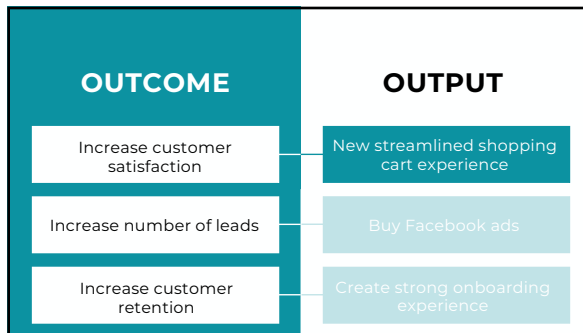 OUTCOME
OUTPUT
Increase customer
satisfaction
New streamlined shopping
cart experience
Increase number of leads
Buy Facebook ads
Increase customer
retention
Create strong onboarding
experience